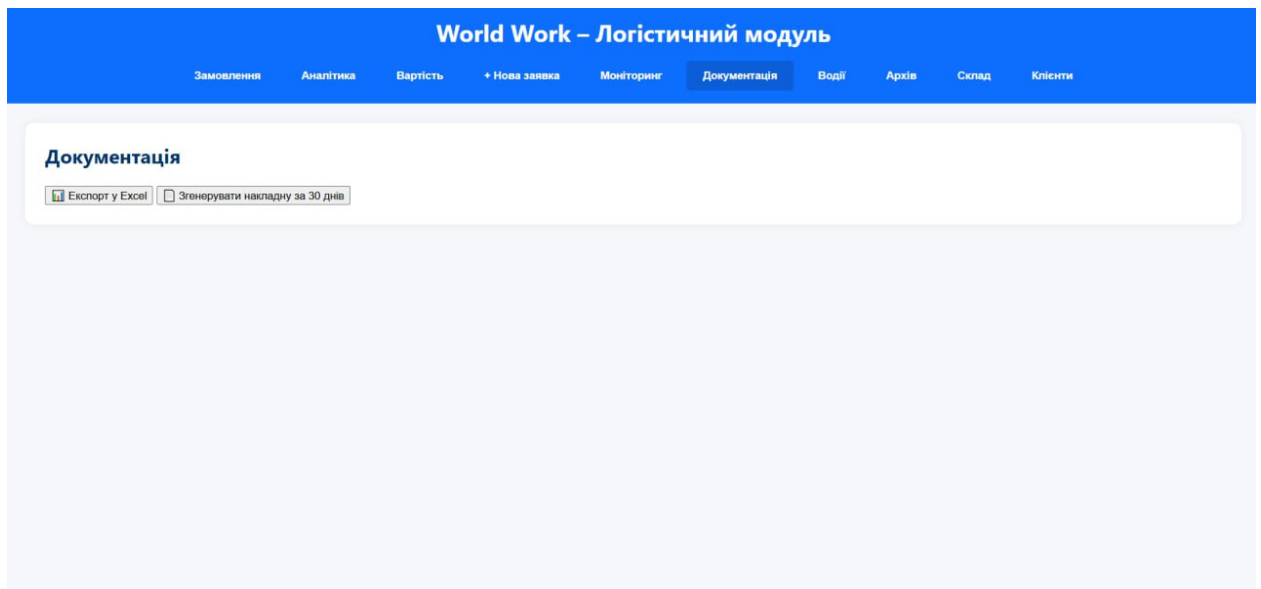 World Work – Логістичний модуль
Замовлення Аналітика Вартість + Нова заявка Моніторинг Документація Водії Архів Склад Клієнти
Документація
Експорт у Excel Згенерувати накладну за 30 днів